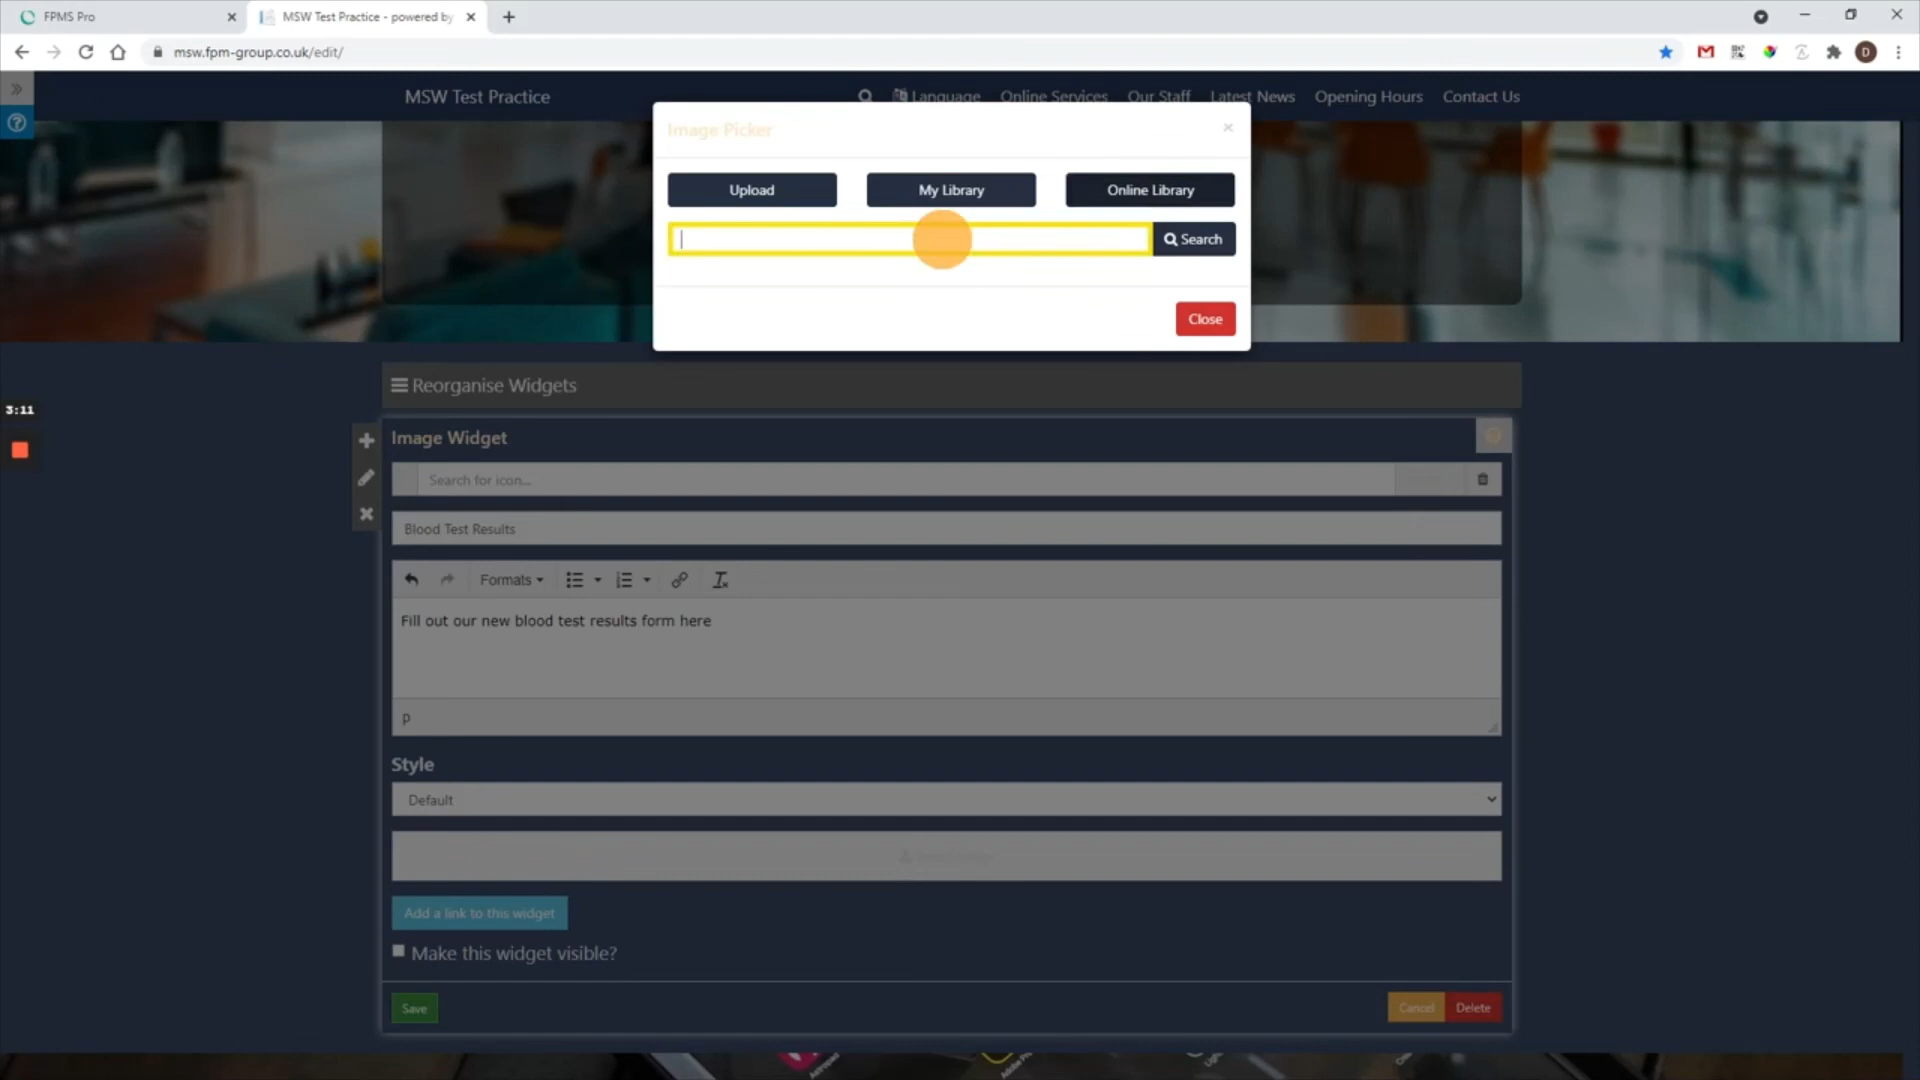 FPMS Pro
MSW Test Practice - powered by
msw.fpm-group.co.uk/edit/
D
MSW Test Practice
Language
Online Services
Our Staff
Latest News
Opening Hours
Contact Us
Image Picker
×
Upload
My Library
Online Library
Search
Close
Reorganise Widgets
3:11
Image Widget
Search for icon...
Blood Test Results
Formats
Fill out our new blood test results form here
p
Style
Default
Add a link to this widget
Make this widget visible?
Save
Cancel
Delete